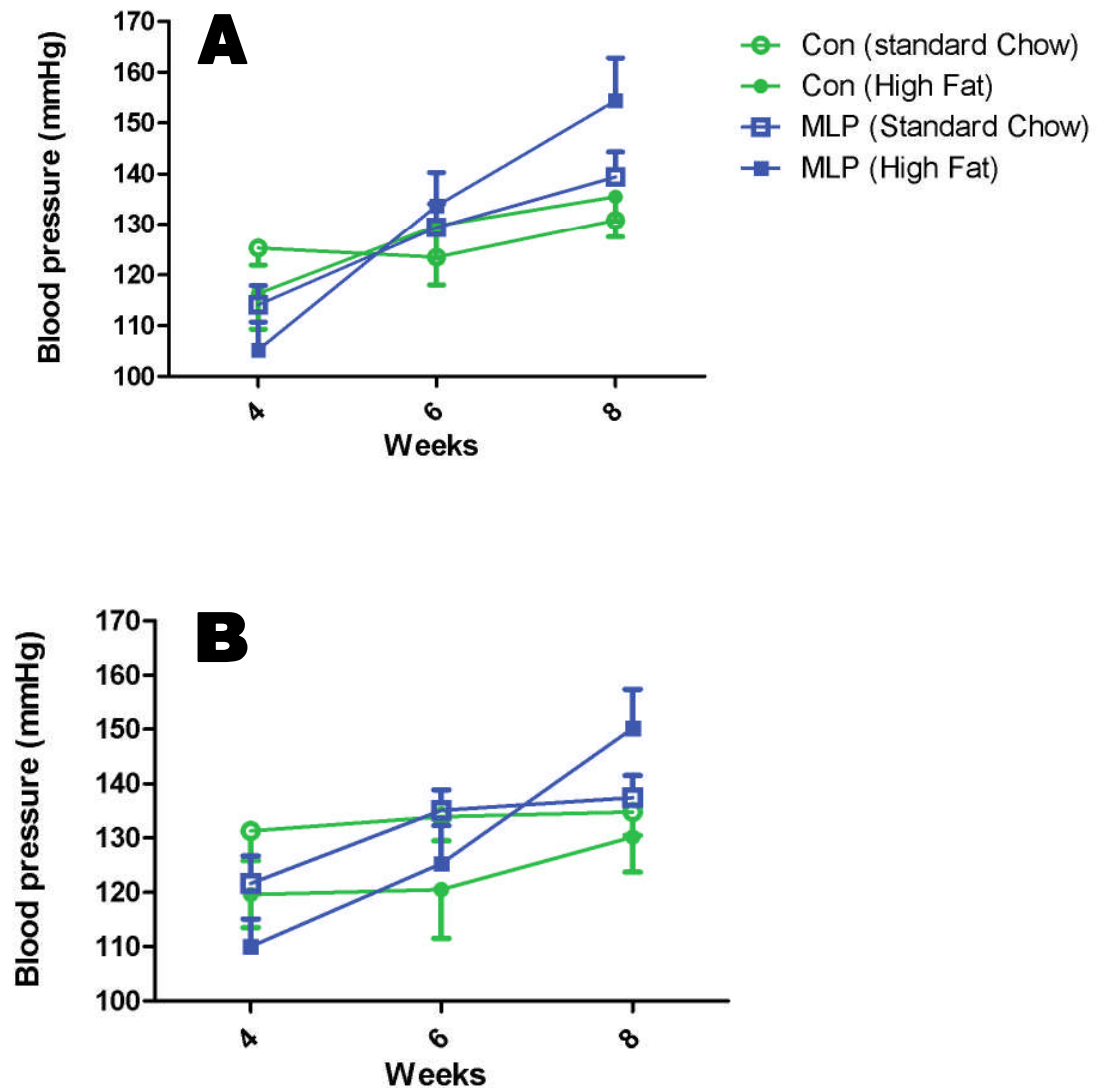 A
Blood pressure (mmHg)
170
160
150
140
130
120
110
100
4
6
8
Weeks
Con (standard Chow)
Con (High Fat)
MLP (Standard Chow)
MLP (High Fat)
B
Blood pressure (mmHg)
170
160
150
140
130
120
110
100
4
6
8
Weeks